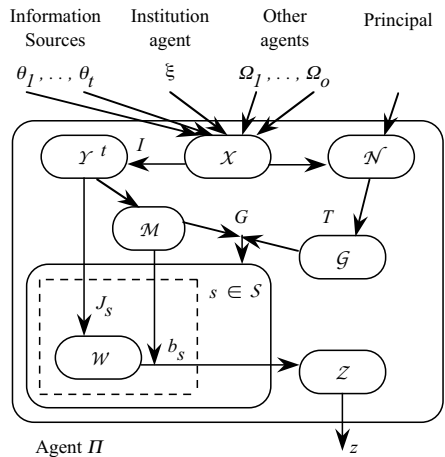 Information Institution Other Principal
Sources agent agents
θ1, . . , θt ξ Ω1, . . , Ωo
𝒴 t I 𝒳 𝒩
ℳ G T 𝒢
s ∈ 𝒮
Js
𝒲 bs 𝒵
Agent Π z